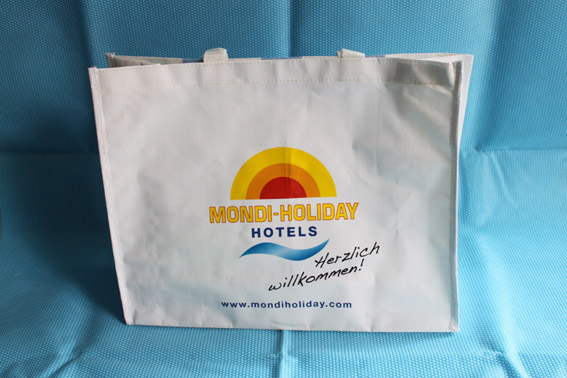 MONDI-HOLIDAY
HOTELS
Herzlich
willkommen!
www.mondiholiday.com